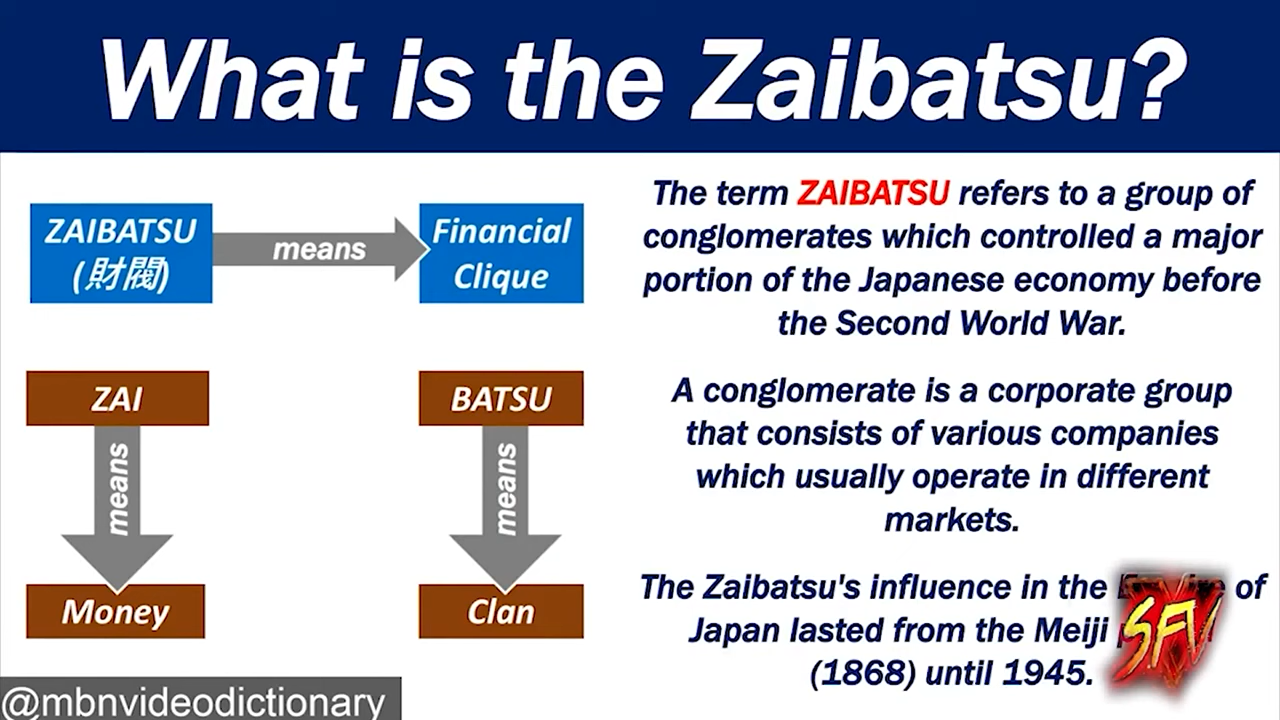 What is the Zaibatsu?
ZAIBATSU
(財閥)
means
Financial
Clique
ZAI
means
Money
BATSU
means
Clan
The term ZAIBATSU refers to a group of
conglomerates which controlled a major
portion of the Japanese economy before
the Second World War.
A conglomerate is a corporate group
that consists of various companies
which usually operate in different
markets.
The Zaibatsu's influence in the of
Japan lasted from the Meiji
(1868) until 1945.
SFV
@mbnvideodictionary